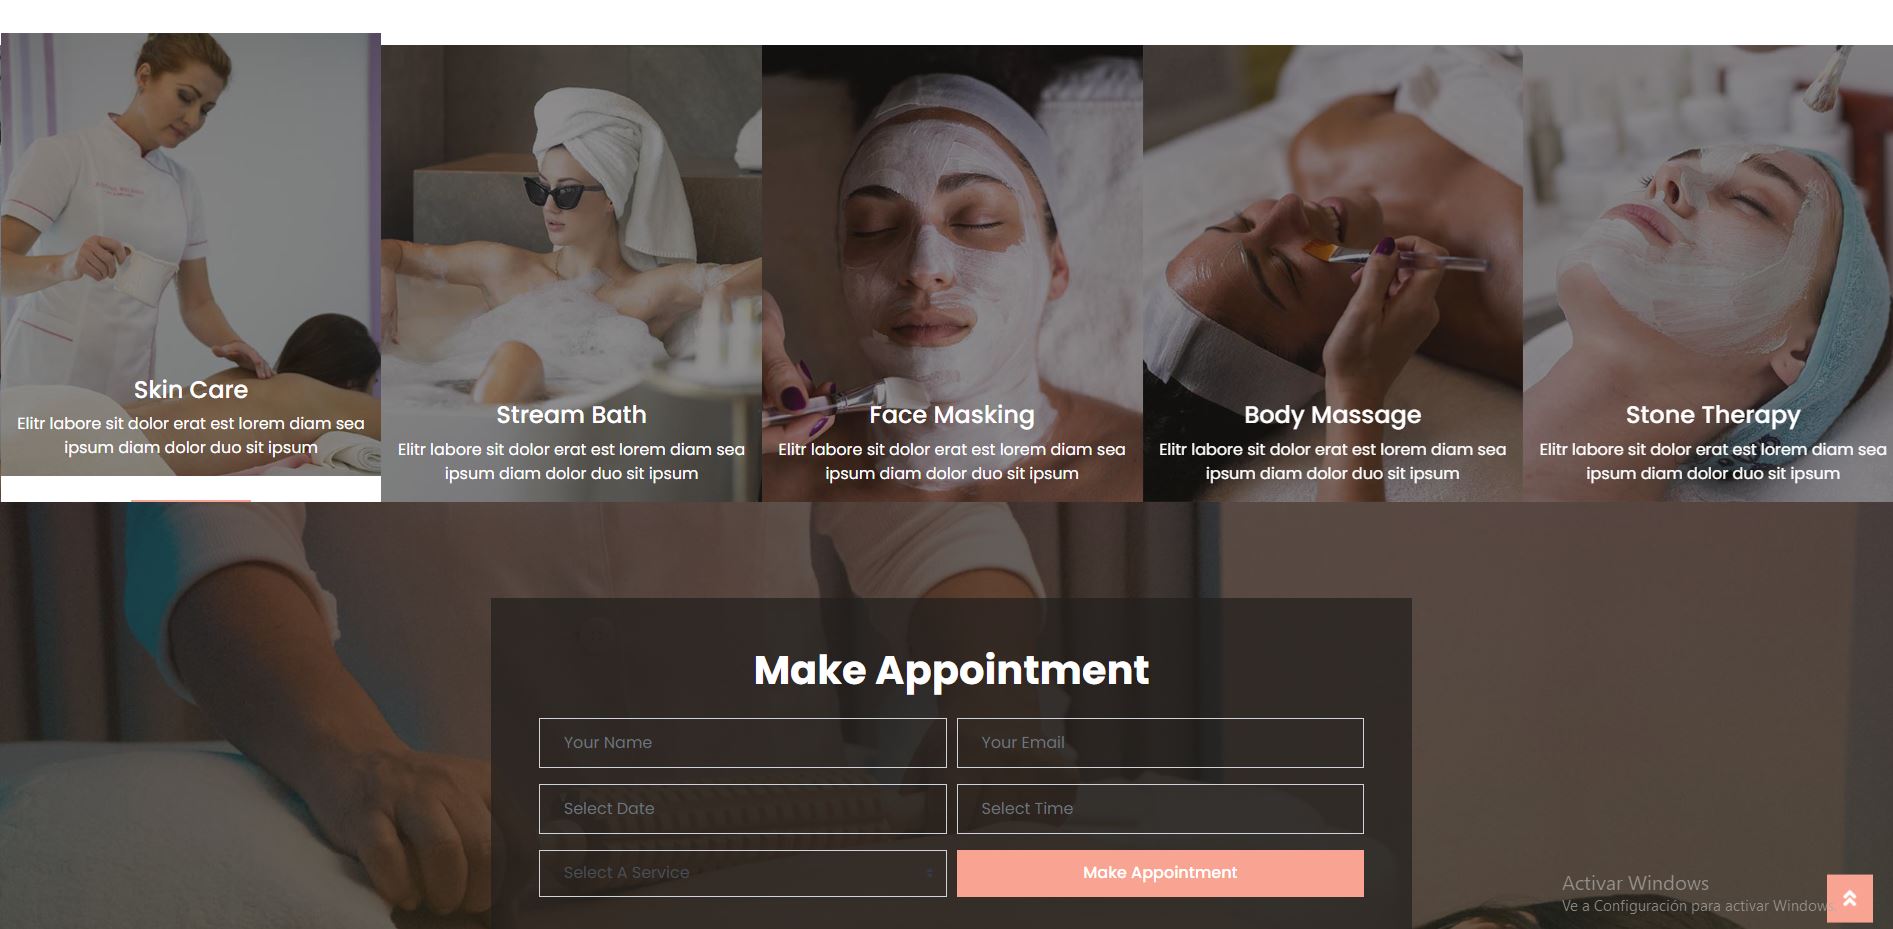 Skin Care
Elitr labore sit dolor erat est lorem diam sea
ipsum diam dolor duo sit ipsum
Stream Bath
Elitr labore sit dolor erat est lorem diam sea
ipsum diam dolor duo sit ipsum
Face Masking
Elitr labore sit dolor erat est lorem diam sea
ipsum diam dolor duo sit ipsum
Body Massage
Elitr labore sit dolor erat est lorem diam sea
ipsum diam dolor duo sit ipsum
Stone Therapy
Elitr labore sit dolor erat est lorem diam sea
ipsum diam dolor duo sit ipsum
Make Appointment
Your Name
Your Email
Select Date
Select Time
Select A Service
Make Appointment
Activar Windows
Ve a Configuración para activar Windows